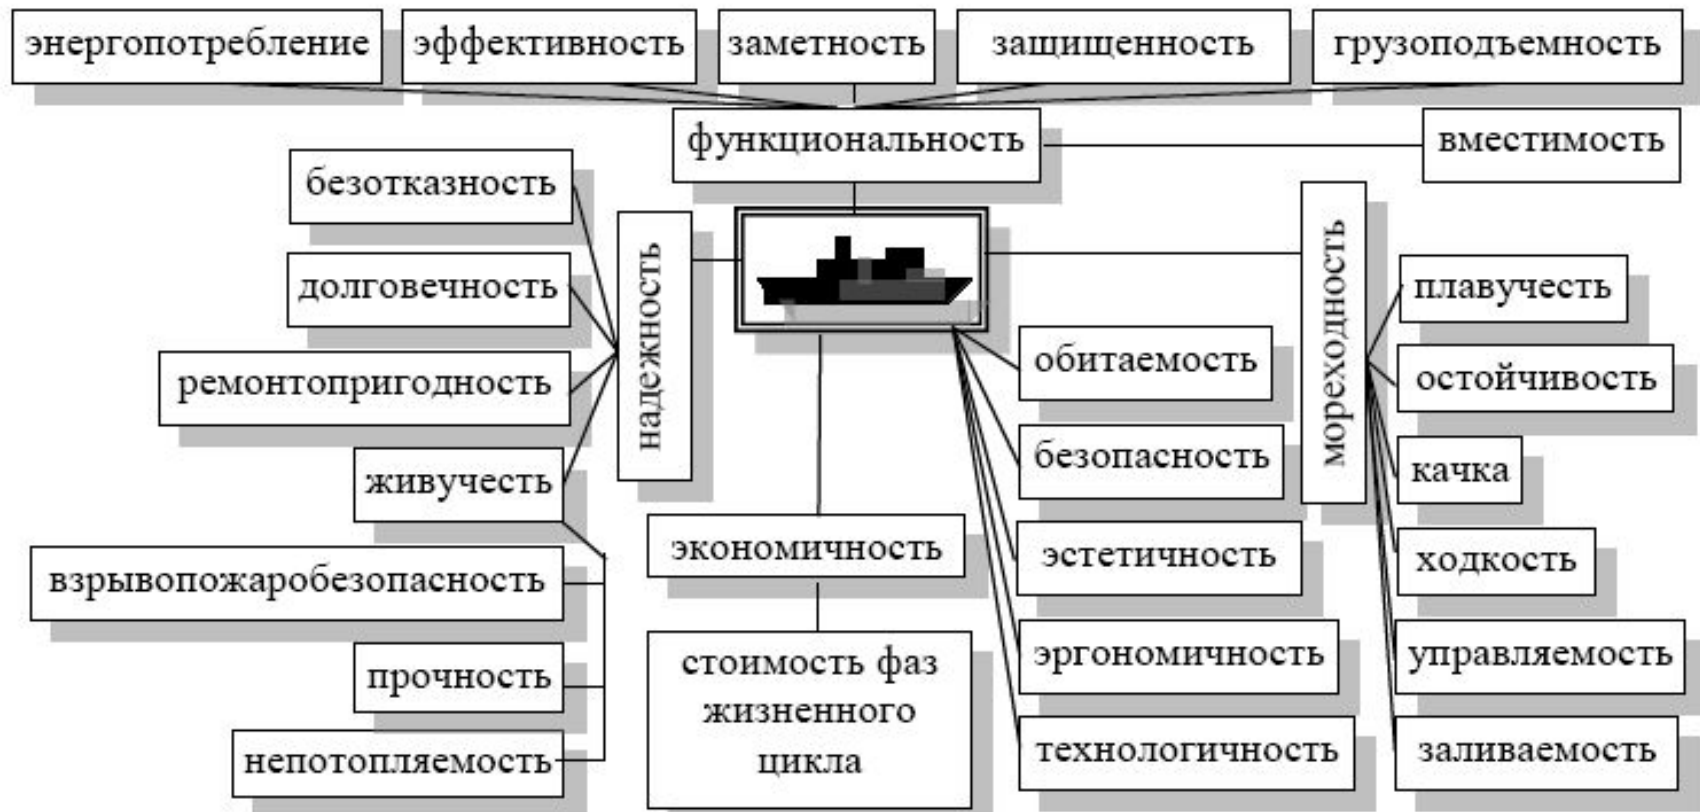 энергопотребление
эффективность
заметность
защищенность
грузоподъемность
функциональность
вместимость
безотказность
долговечность
ремонтопригодность
живучесть
взрывопожаробезопасность
прочность
непотопляемость
надежность
экономичность
стоимость фаз
жизненного
цикла
обитаемость
безопасность
эстетичность
эргономичность
технологичность
мореходность
плавучесть
остойчивость
качка
ходкость
управляемость
заливаемость